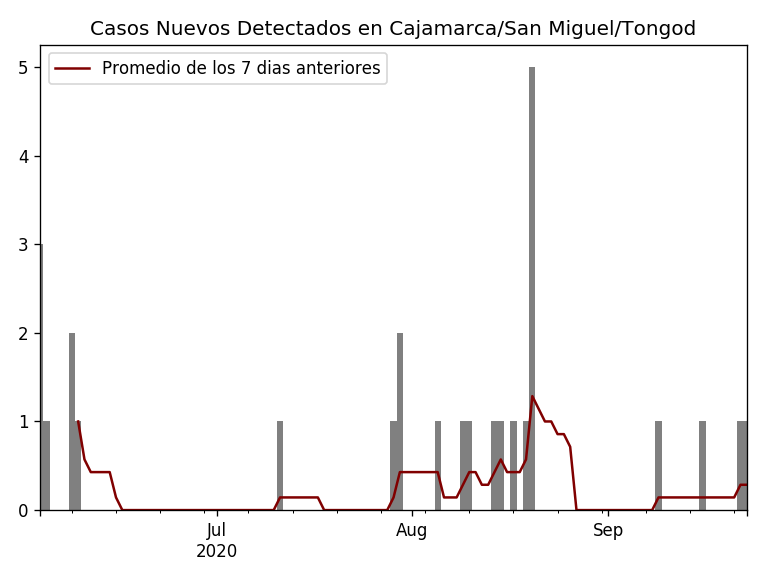 Casos Nuevos Detectados en Cajamarca/San Miguel/Tongod
Promedio de los 7 dias anteriores
5
4
3
2
1
0
Jul
2020
Aug
Sep